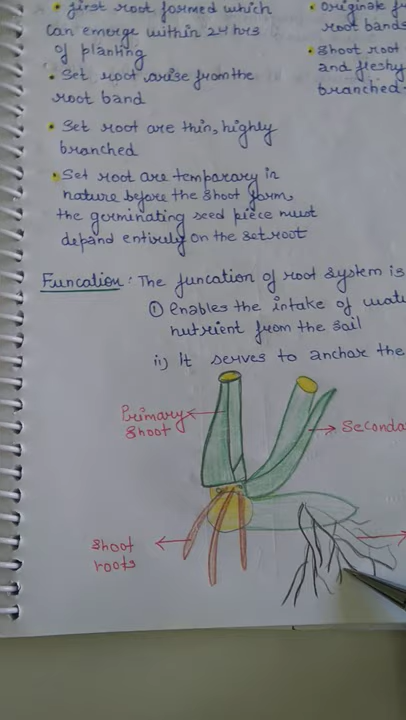 • first root formed which
can emerge within 24 hrs
of planting
• Set root arise from the
root band
• Set root are thin, highly
branched
• Set root are temparary in
nature before the shoot form,
the germinating seed piece must
depand entirely on the set root
• Originate
root bands
• Shoot root
and fleshy
branched
Funcation : The funcation of root system is
① enables the intake of
nutrient from the sail
ii) It serves to anchar the
Primary
Shoot
Seconda
Shoot
roots